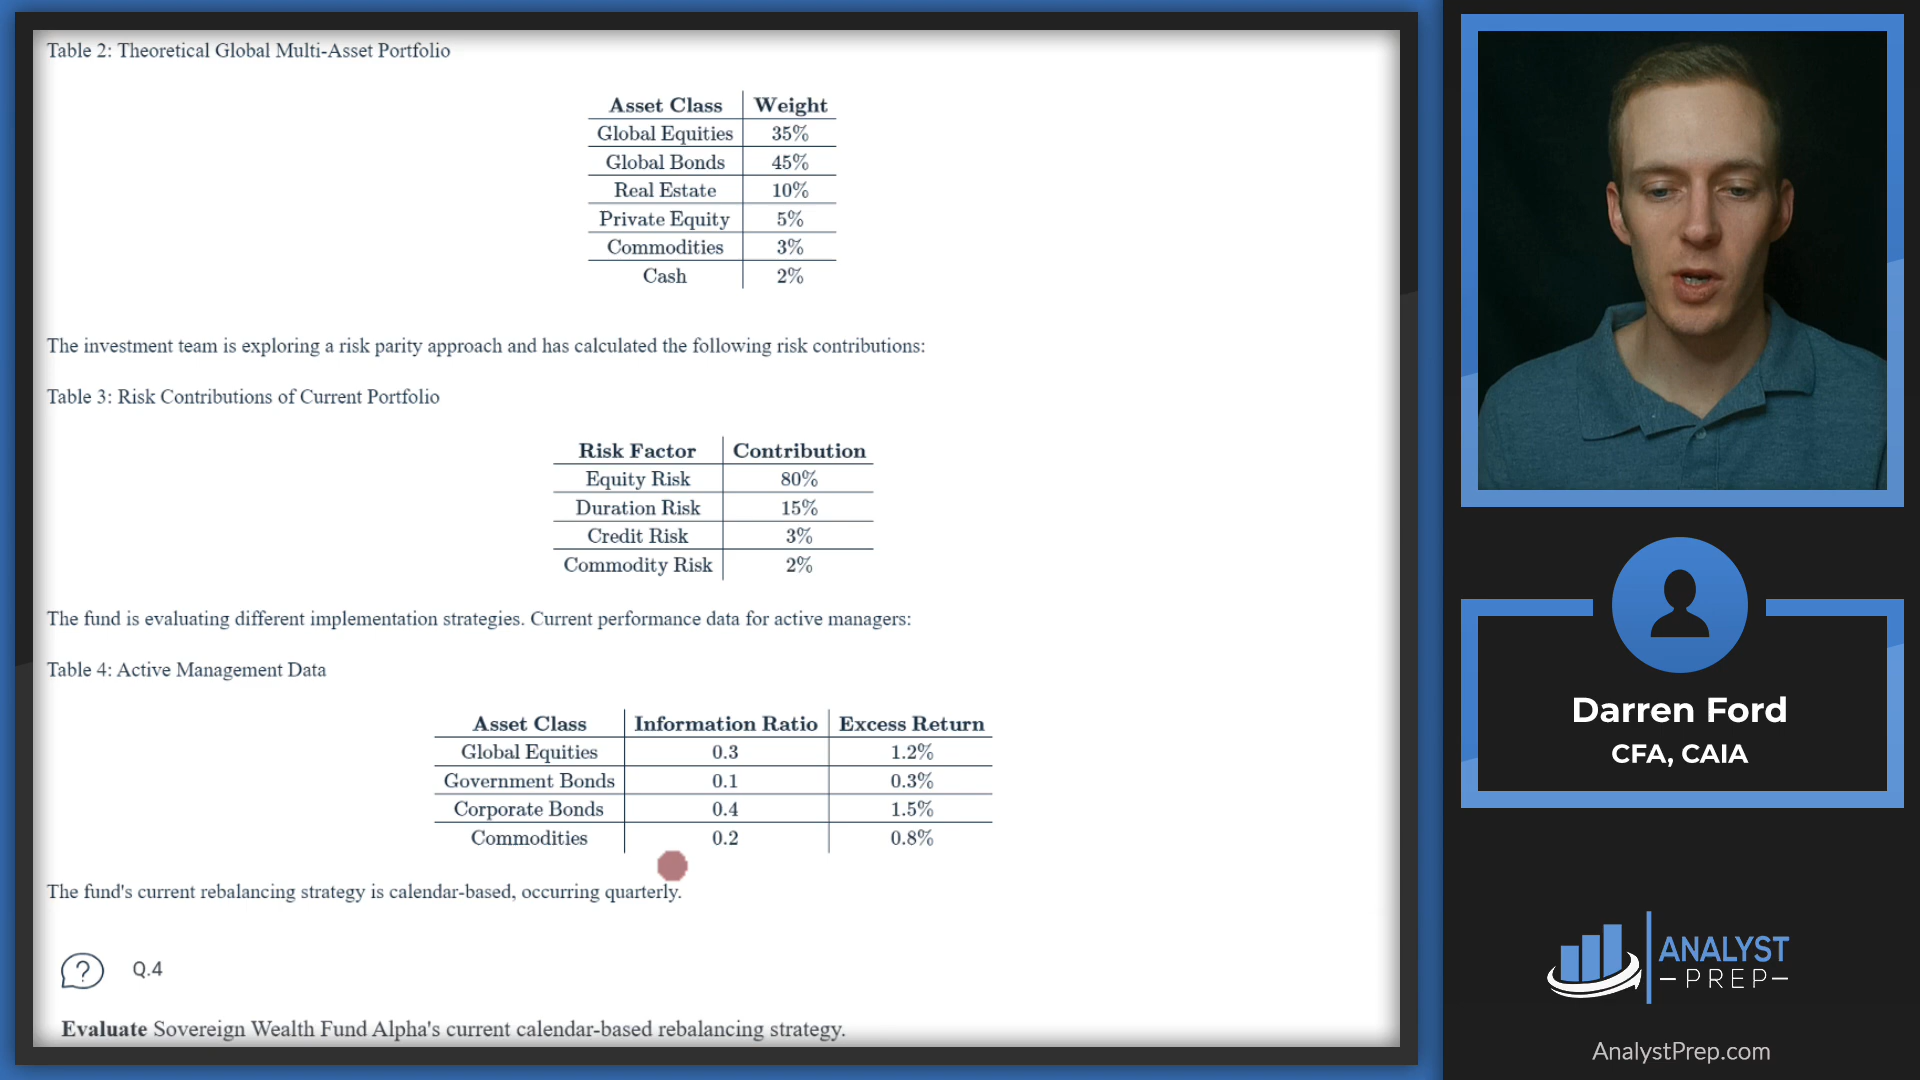 Table 2: Theoretical Global Multi-Asset Portfolio
Asset Class Weight
Global Equities 35%
Global Bonds 45%
Real Estate 10%
Private Equity 5%
Commodities 3%
Cash 2%
The investment team is exploring a risk parity approach and has calculated the following risk contributions:
Table 3: Risk Contributions of Current Portfolio
Risk Factor Contribution
Equity Risk 80%
Duration Risk 15%
Credit Risk 3%
Commodity Risk 2%
The fund is evaluating different implementation strategies. Current performance data for active managers:
Table 4: Active Management Data
Asset Class Information Ratio Excess Return
Global Equities 0.3 1.2%
Government Bonds 0.1 0.3%
Corporate Bonds 0.4 1.5%
Commodities 0.2 0.8%
The fund's current rebalancing strategy is calendar-based, occurring quarterly.
? Q.4
Evaluate Sovereign Wealth Fund Alpha's current calendar-based rebalancing strategy.
Darren Ford
CFA, CAIA
ANALYST
PREP
AnalystPrep.com